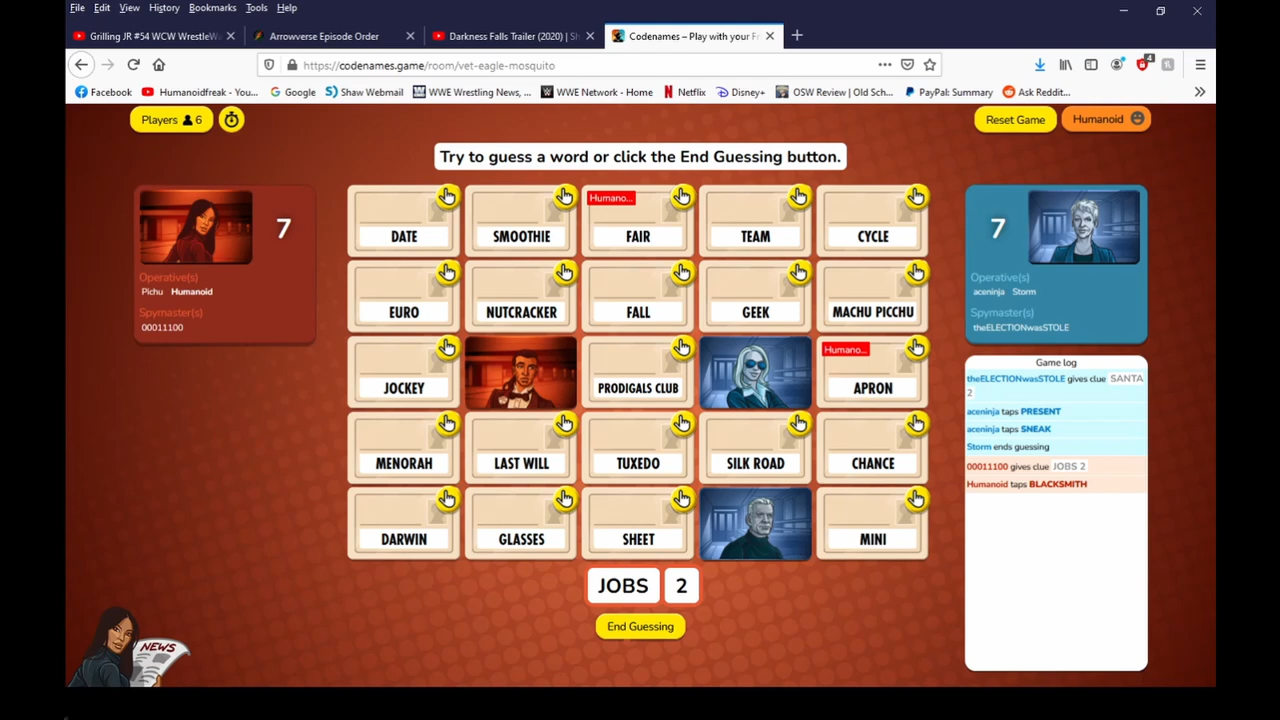 File Edit View History Bookmarks Tools Help
Grilling JR #54 WCW WrestleWa
Arrowverse Episode Order
Darkness Falls Trailer (2020) | SH
Codenames – Play with your Fr
https://codenames.game/room/vet-eagle-mosquito
4
Facebook Humanoidfreak - You... Google Shaw Webmail WWE Wrestling News, ... WWE Network - Home Netflix Disney+ OSW Review | Old Sch... PayPal: Summary Ask Reddit...
Players 6
Reset Game
Humanoid
Try to guess a word or click the End Guessing button.
7
Operative(s)
Pichu Humanoid
Spymaster(s)
00011100
Humano...
DATE SMOOTHIE FAIR TEAM CYCLE
EURO NUTCRACKER FALL GEEK MACHU PICCHU
Humano...
JOCKEY PRODIGALS CLUB APRON
MENORAH LAST WILL TUXEDO SILK ROAD CHANCE
DARWIN GLASSES SHEET MINI
JOBS 2
End Guessing
NEWS
7
Operative(s)
aceninja Storm
Spymaster(s)
theELECTIONwasSTOLE
Game log
theELECTIONwasSTOLE gives clue SANTA
2
aceninja taps PRESENT
aceninja taps SNEAK
Storm ends guessing
00011100 gives clue JOBS 2
Humanoid taps BLACKSMITH